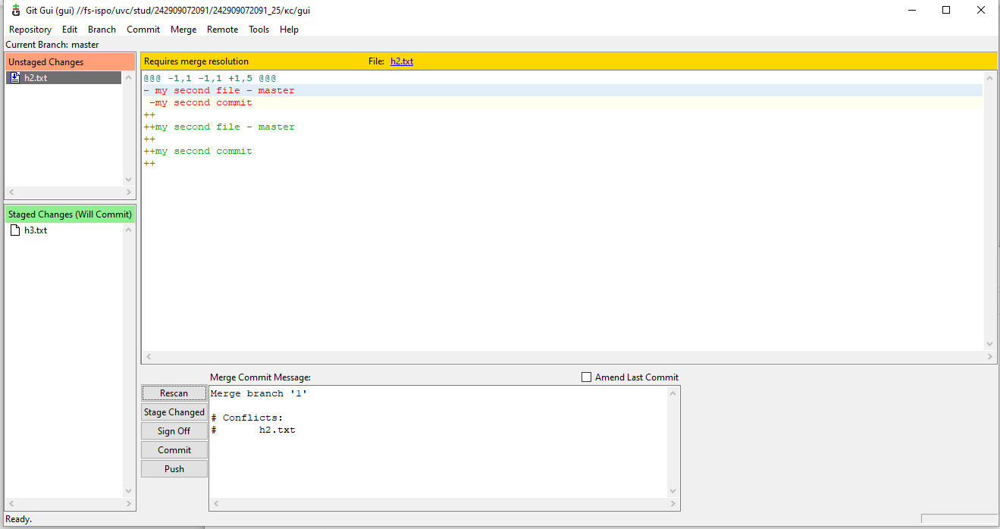 Git Gui (gui) //fs-ispo/uvc/stud/242909072091/242909072091_25/кс/gui
Repository Edit Branch Commit Merge Remote Tools Help
Current Branch: master
Unstaged Changes
h2.txt
Requires merge resolution File: h2.txt
@@@ -1,1 -1,1 +1,5 @@@
- my second file - master
 -my second commit
++
++my second file - master
++
++my second commit
++
Staged Changes (Will Commit)
h3.txt
Merge Commit Message: Amend Last Commit
Rescan
Stage Changed
Sign Off
Commit
Push
Merge branch '1'
# Conflicts:
#       h2.txt
Ready.